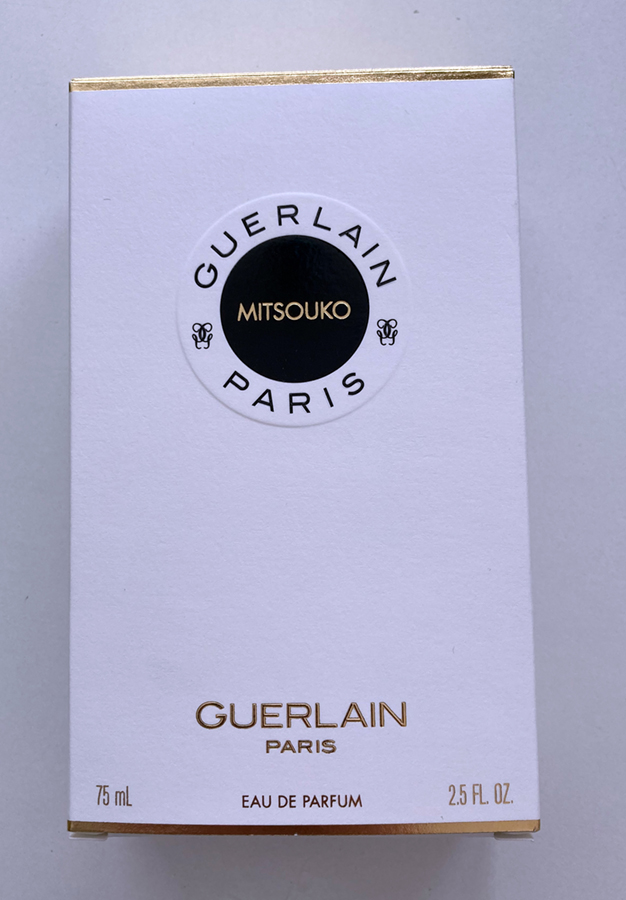 GUERLAIN
MITSOUKO
PARIS
GUERLAIN
PARIS
75 mL EAU DE PARFUM 2.5 FL. OZ.